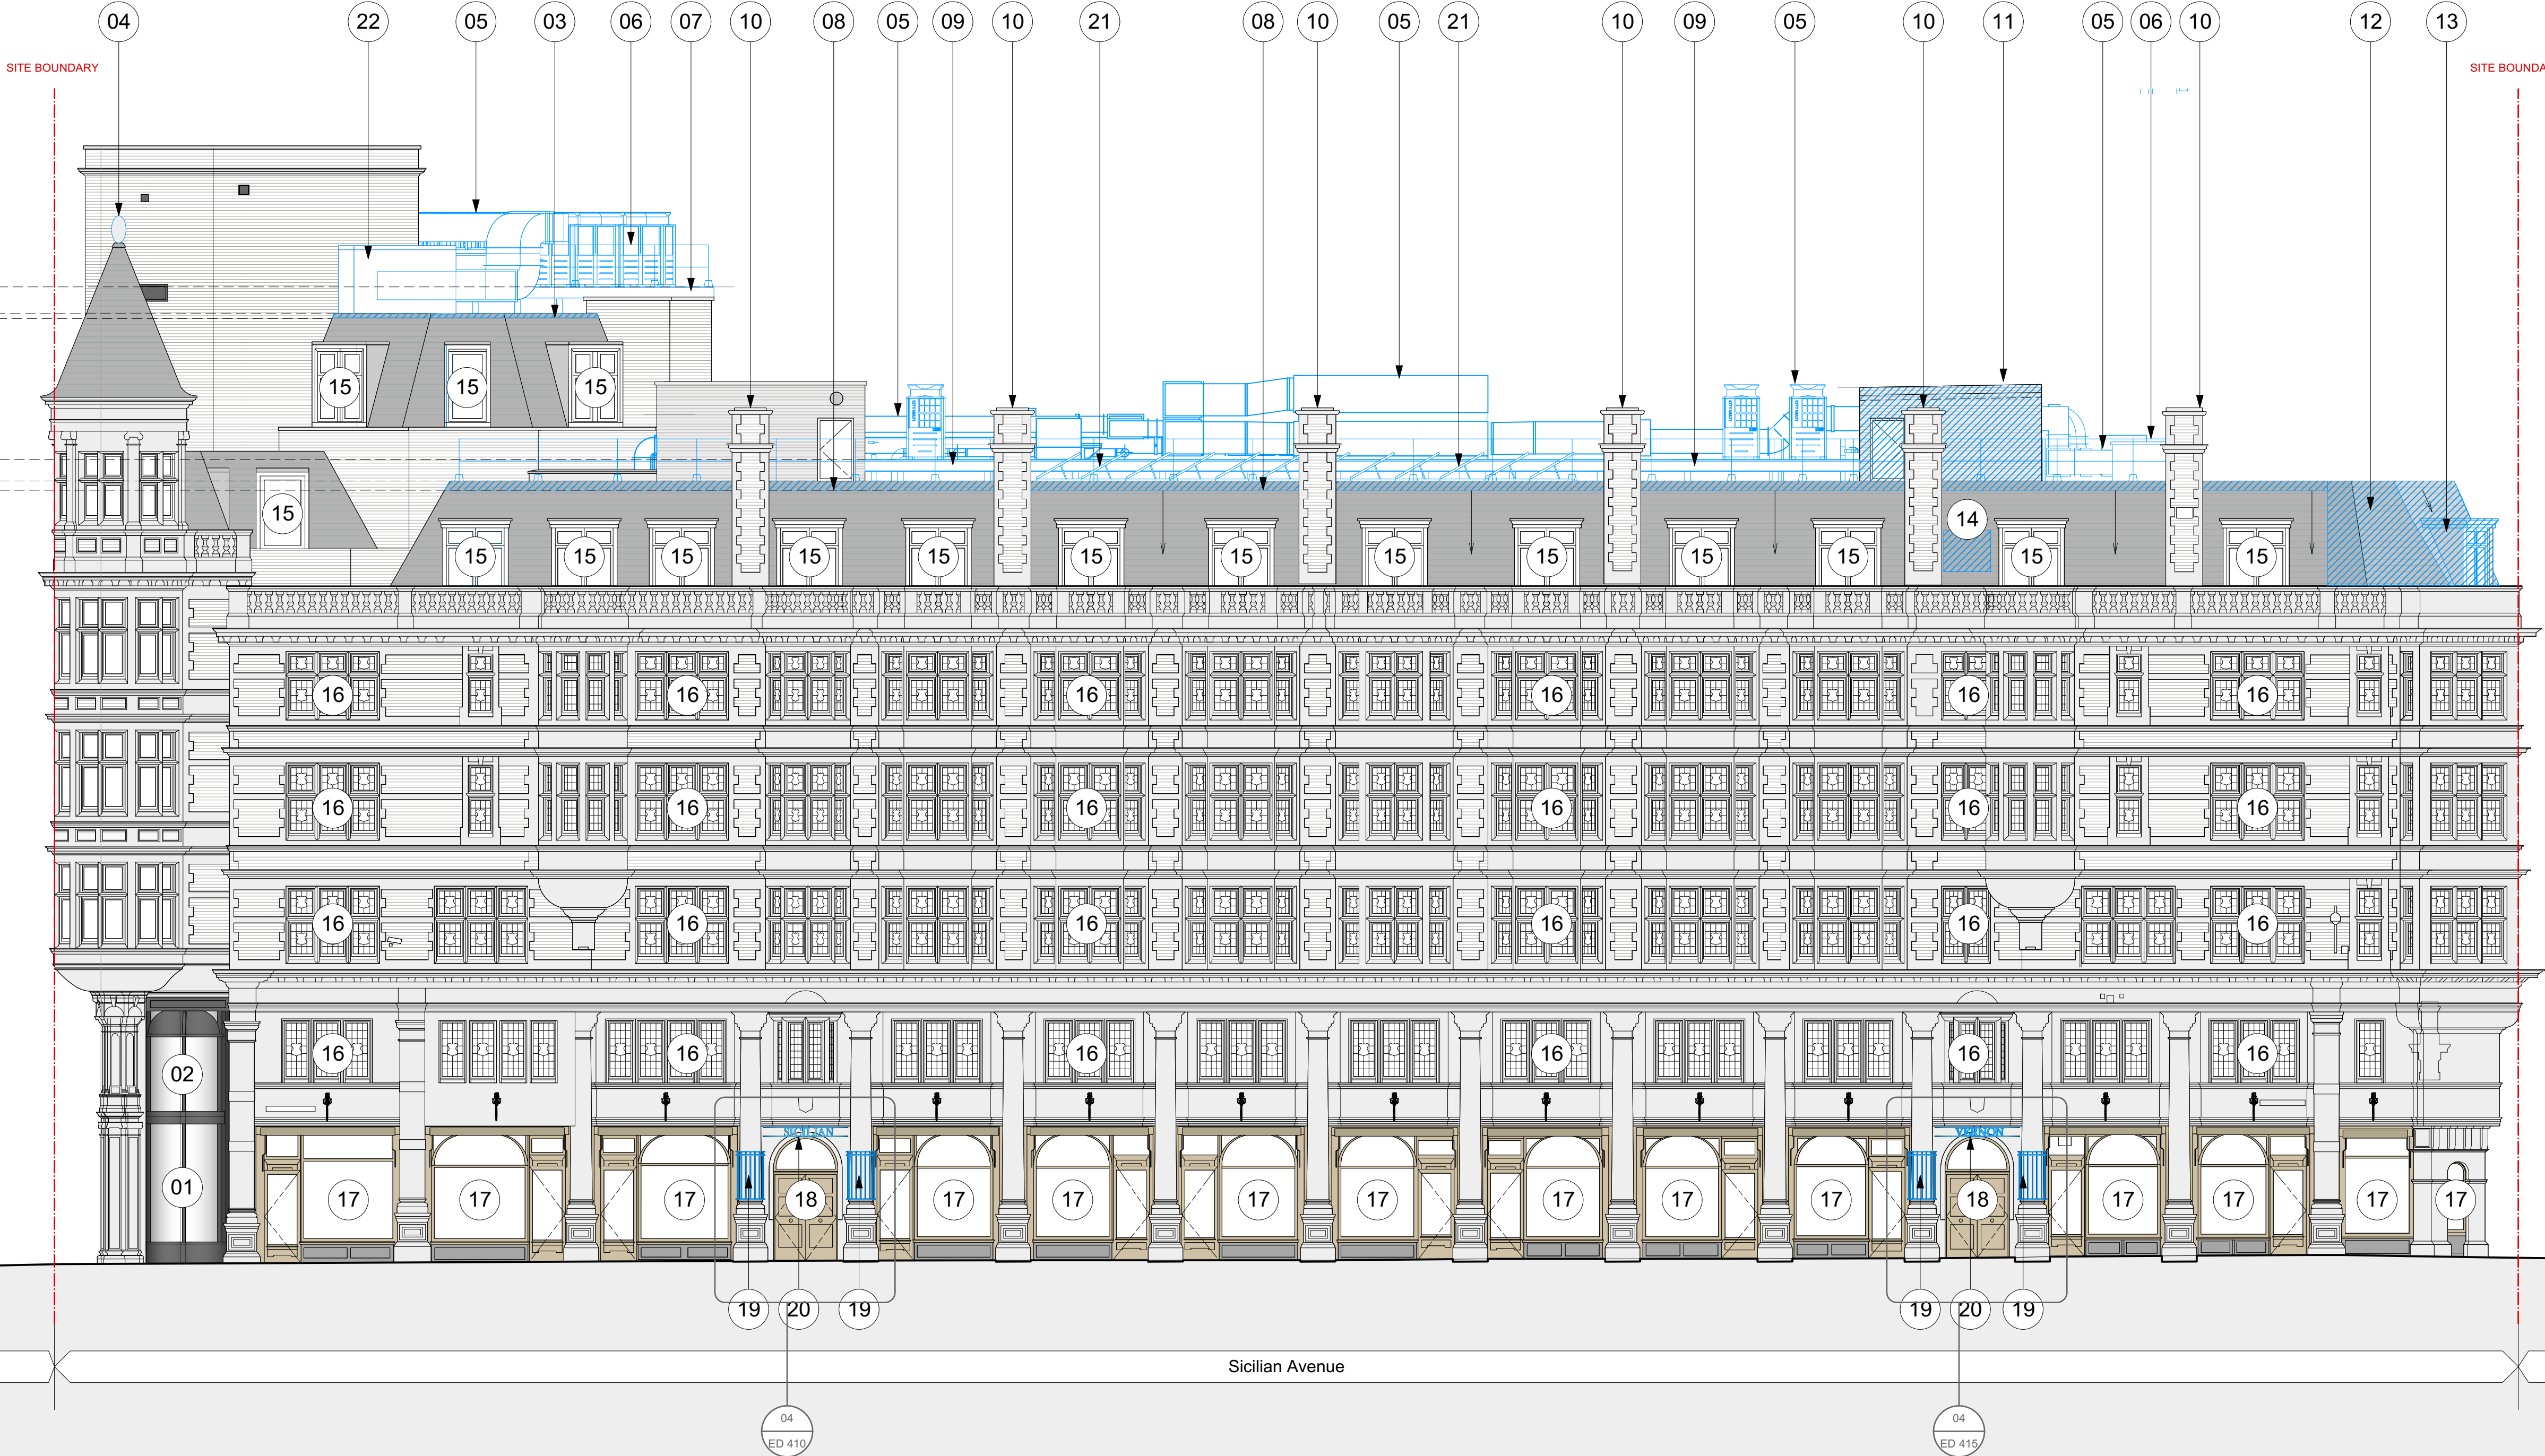 04 22 05 03 06 07 10 08 05 09 10 21 08 10 05 21 10 09 05 10 11 05 06 10 12 13
SITE BOUNDARY SITE BOUNDA
15 15 15
15 14
15 15 15 15 15 15 15 15 15 15 15 15 15
16 16 16 16 16 16
16 16 16 16 16 16
16 16 16 16 16 16
02 16 16 16 16 16 16
SICILIAN VERNON
01 17 17 17 18 17 17 17 17 17 17 17 18 17 17 17 17
19 20 19 19 20 19
Sicilian Avenue
04 04
ED 410 ED 415